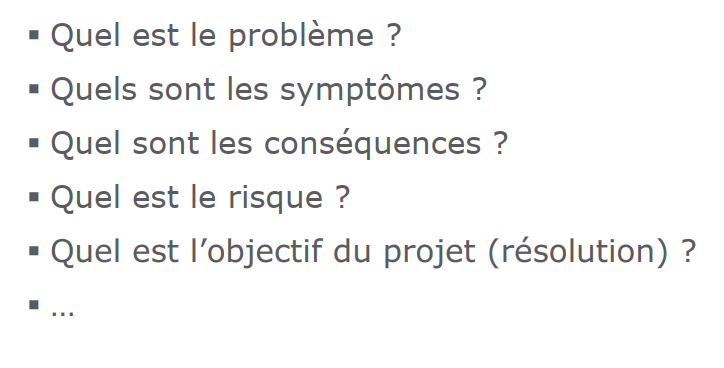 ▪ Quel est le problème ?
▪ Quels sont les symptômes ?
▪ Quel sont les conséquences ?
▪ Quel est le risque ?
▪ Quel est l’objectif du projet (résolution) ?
▪ …